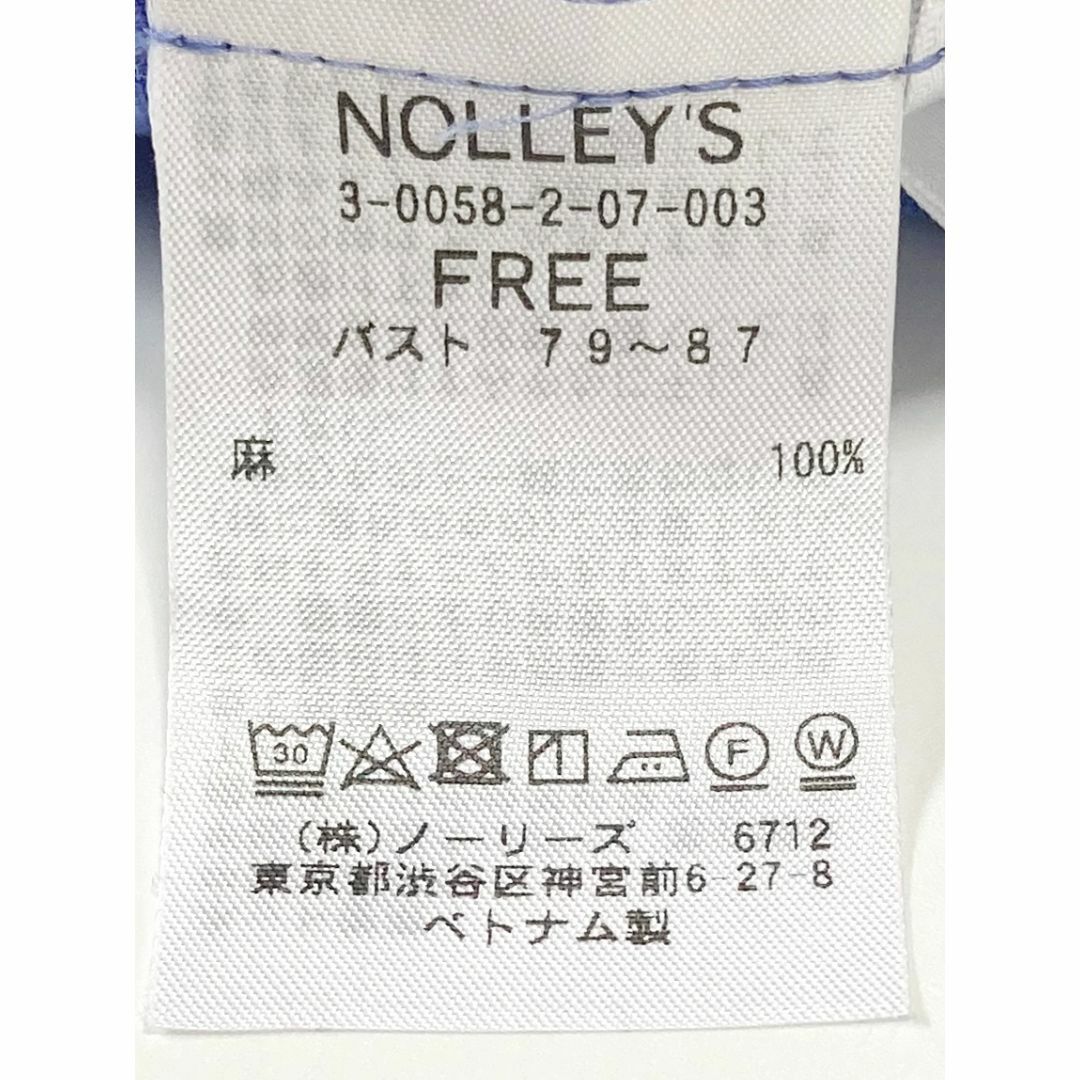 NOLLEY'S
3-0058-2-07-003
FREE
バスト 79～87
麻 100%
30 F W
(株)ノーリーズ 6712
東京都渋谷区神宮前6-27-8
ベトナム製